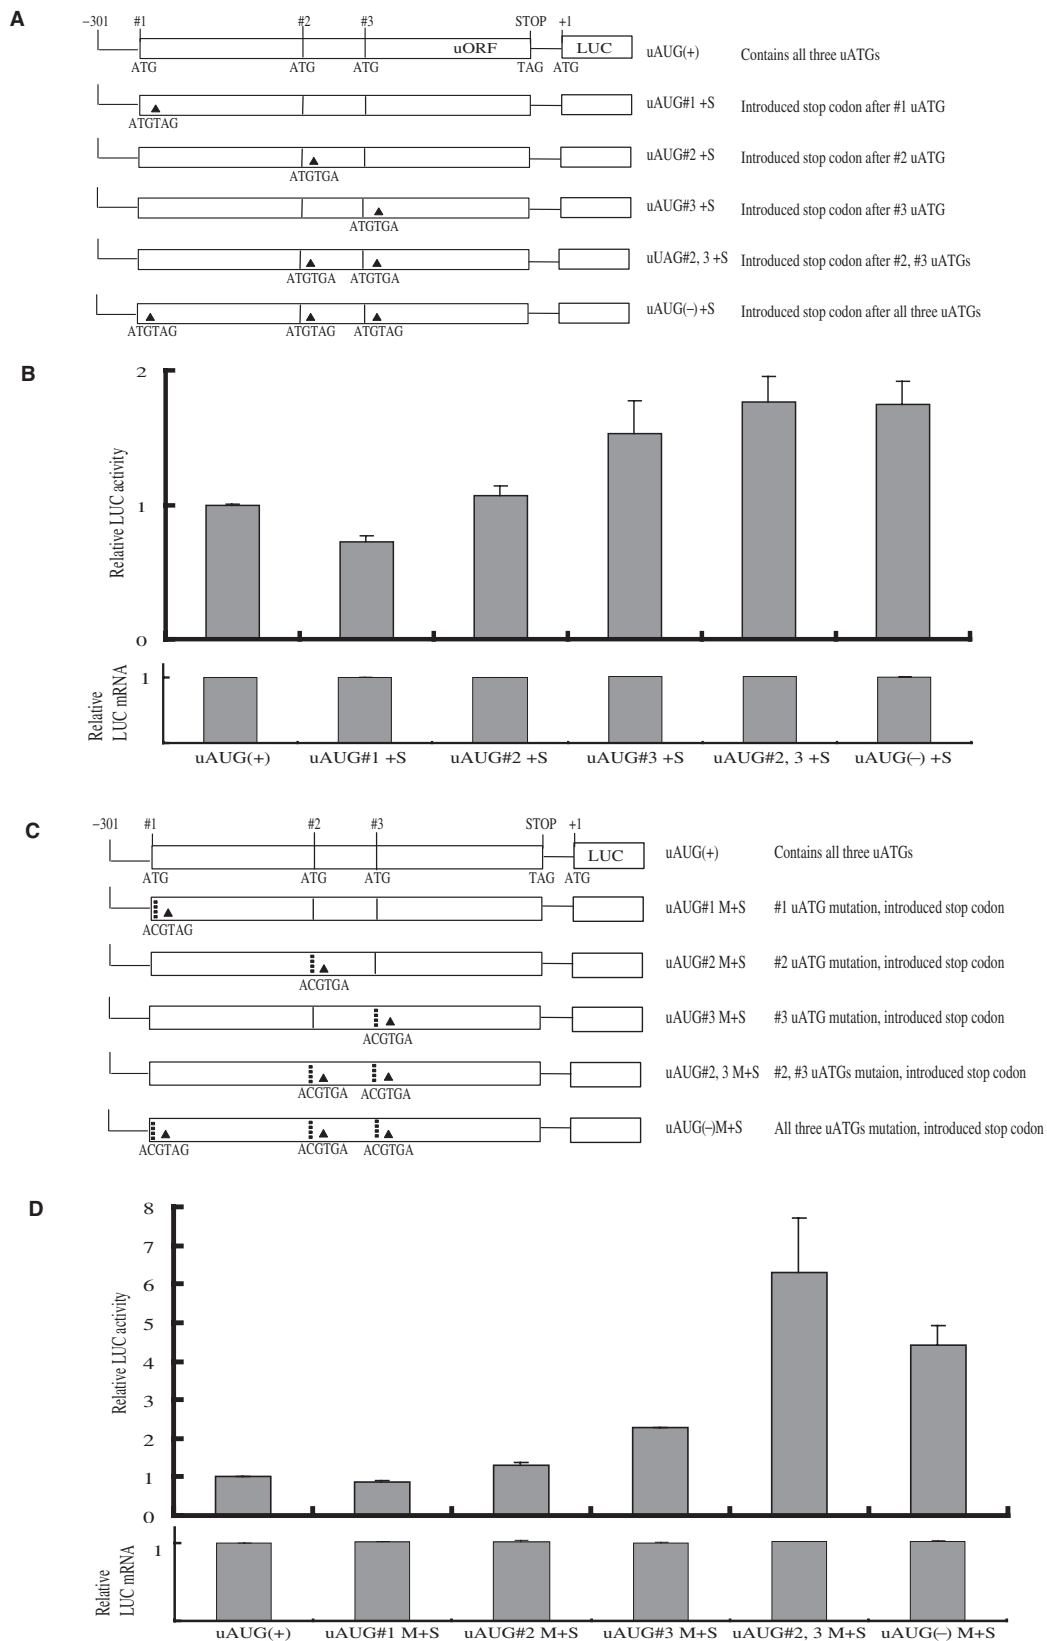 A
−301 #1 #2 #3 STOP +1
uORF LUC uAUG(+) Contains all three uATGs
ATG ATG ATG TAG ATG
uAUG#1 +S Introduced stop codon after #1 uATG
ATGTAG
uAUG#2 +S Introduced stop codon after #2 uATG
ATGTGA
uAUG#3 +S Introduced stop codon after #3 uATG
ATGTGA
uUAG#2, 3 +S Introduced stop codon after #2, #3 uATGs
ATGTGA ATGTGA
uAUG(−) +S Introduced stop codon after all three uATGs
ATGTAG ATGTAG ATGTAG
B
Relative LUC activity
2
1
0
Relative
LUC mRNA
1
uAUG(+) uAUG#1 +S uAUG#2 +S uAUG#3 +S uAUG#2, 3 +S uAUG(−) +S
C
−301 #1 #2 #3 STOP +1
LUC uAUG(+) Contains all three uATGs
ATG ATG ATG TAG ATG
uAUG#1 M+S #1 uATG mutation, introduced stop codon
ACGTAG
uAUG#2 M+S #2 uATG mutation, introduced stop codon
ACGTGA
uAUG#3 M+S #3 uATG mutation, introduced stop codon
ACGTGA
uAUG#2, 3 M+S #2, #3 uATGs mutaion, introduced stop codon
ACGTGA ACGTGA
uAUG(−)M+S All three uATGs mutation, introduced stop codon
ACGTAG ACGTGA ACGTGA
D
Relative LUC activity
8
7
6
5
4
3
2
1
0
Relative
LUC mRNA
1
uAUG(+) uAUG#1 M+S uAUG#2 M+S uAUG#3 M+S uAUG#2, 3 M+S uAUG(−) M+S